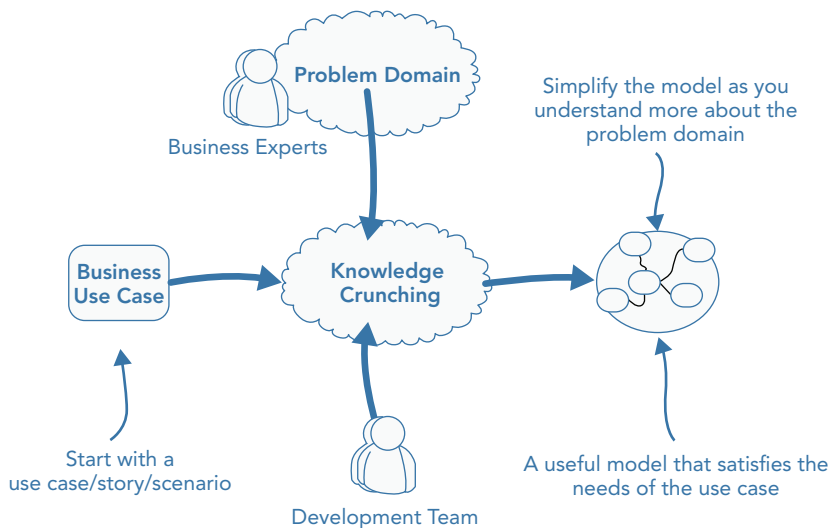 Problem Domain
Business Experts
Simplify the model as you
understand more about the
problem domain
Business
Use Case
Knowledge
Crunching
Start with a
use case/story/scenario
Development Team
A useful model that satisfies the
needs of the use case